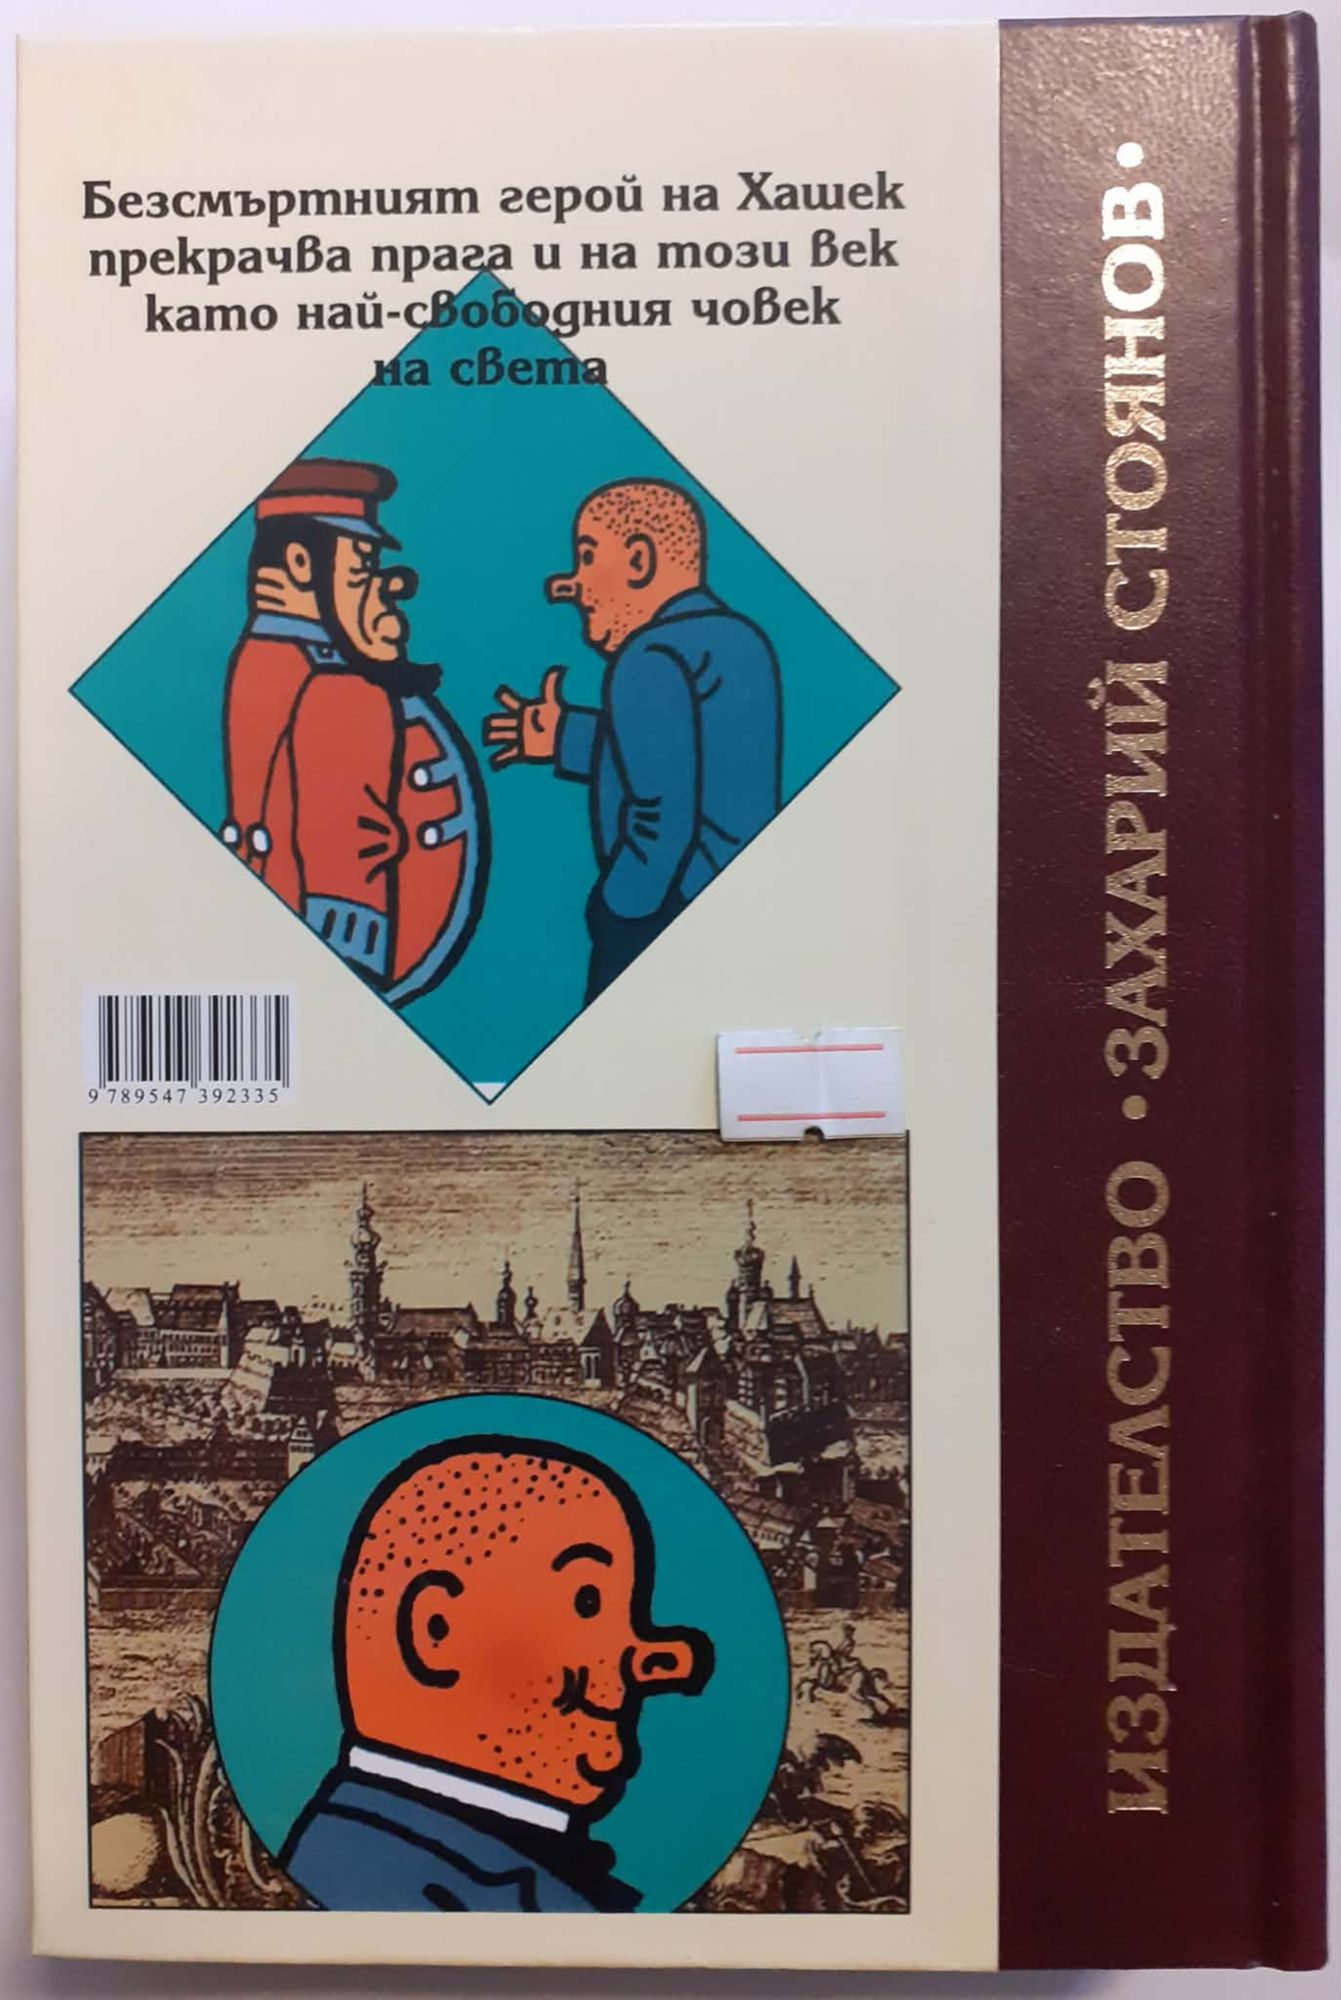 Безсмъртният герой на Хашек
прекрачва прага и на този век
като най-свободния човек
на света
9 789547 392335
ИЗДАТЕЛСТВО • ЗАХАРИЙ СТОЯНОВ •